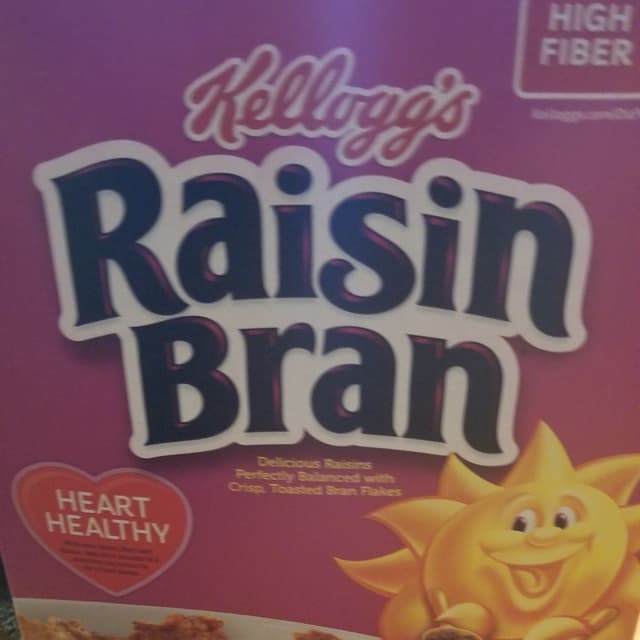 HIGH
FIBER
Kellogg's
Raisin
Bran
Delicious Raisins
Perfectly Balanced with
Crisp, Toasted Bran Flakes
HEART
HEALTHY